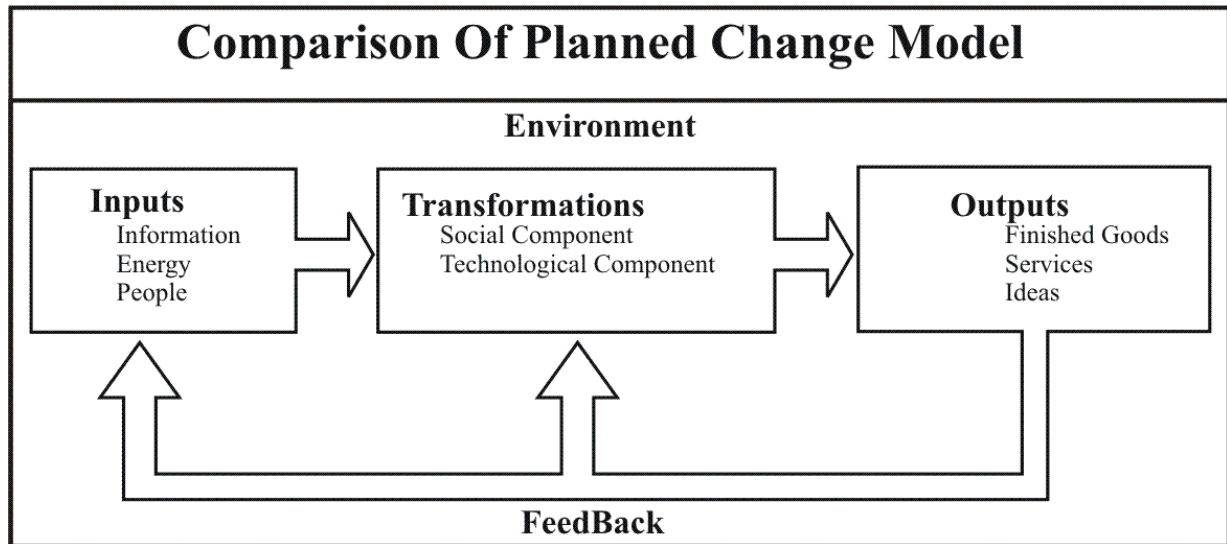 Comparison Of Planned Change Model
Environment
Inputs
Information
Energy
People
Transformations
Social Component
Technological Component
Outputs
Finished Goods
Services
Ideas
FeedBack